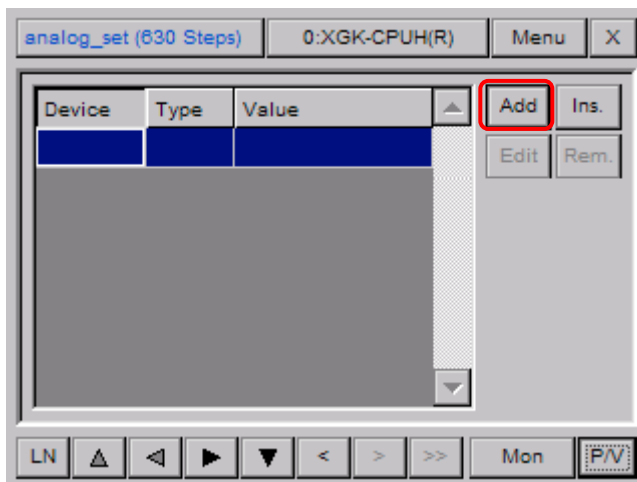 analog_set (630 Steps) 0:XGK-CPUH(R) Menu X
Device Type Value Add Ins.
Edit Rem.
LN < > >> Mon P/V